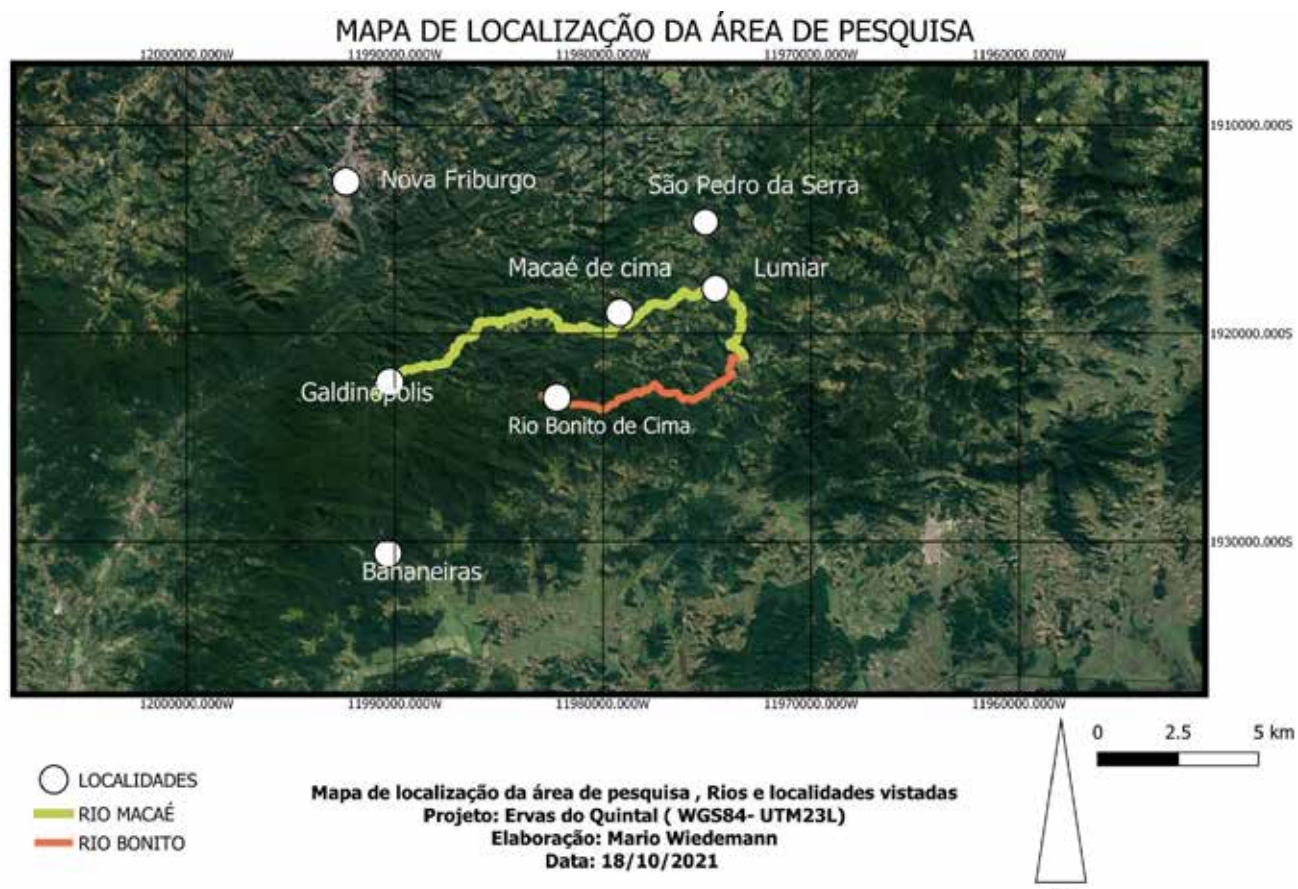 MAPA DE LOCALIZAÇÃO DA ÁREA DE PESQUISA
12000000.000W 11990000.000W 11980000.000W 11970000.000W 11960000.000W
1910000.000S
Nova Friburgo
São Pedro da Serra
Macaé de cima
Lumiar
1920000.000S
Galdinópolis
Rio Bonito de Cima
1930000.000S
Bananeiras
12000000.000W 11990000.000W 11980000.000W 11970000.000W 11960000.000W
0 2.5 5 km
LOCALIDADES
RIO MACAÉ
RIO BONITO
Mapa de localização da área de pesquisa , Rios e localidades vistadas
Projeto: Ervas do Quintal ( WGS84- UTM23L)
Elaboração: Mario Wiedemann
Data: 18/10/2021